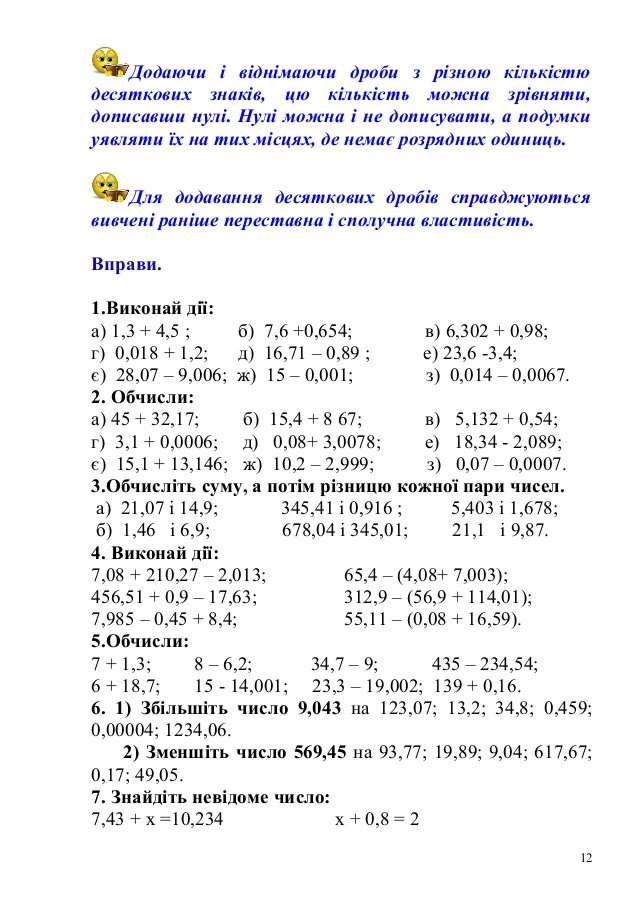 Додаючи і віднімаючи дроби з різною кількістю
десяткових знаків, цю кількість можна зрівняти,
дописавши нулі. Нулі можна і не дописувати, а подумки
уявляти їх на тих місцях, де немає розрядних одиниць.
Для додавання десяткових дробів справджуються
вивчені раніше переставна і сполучна властивість.
Вправи.
1.Виконай дії:
а) 1,3 + 4,5 ; б) 7,6 +0,654; в) 6,302 + 0,98;
г) 0,018 + 1,2; д) 16,71 – 0,89 ; е) 23,6 -3,4;
є) 28,07 – 9,006; ж) 15 – 0,001; з) 0,014 – 0,0067.
2. Обчисли:
а) 45 + 32,17; б) 15,4 + 8 67; в) 5,132 + 0,54;
г) 3,1 + 0,0006; д) 0,08+ 3,0078; е) 18,34 - 2,089;
є) 15,1 + 13,146; ж) 10,2 – 2,999; з) 0,07 – 0,0007.
3.Обчисліть суму, а потім різницю кожної пари чисел.
а) 21,07 і 14,9; 345,41 і 0,916 ; 5,403 і 1,678;
б) 1,46 і 6,9; 678,04 і 345,01; 21,1 і 9,87.
4. Виконай дії:
7,08 + 210,27 – 2,013; 65,4 – (4,08+ 7,003);
456,51 + 0,9 – 17,63; 312,9 – (56,9 + 114,01);
7,985 – 0,45 + 8,4; 55,11 – (0,08 + 16,59).
5.Обчисли:
7 + 1,3; 8 – 6,2; 34,7 – 9; 435 – 234,54;
6 + 18,7; 15 - 14,001; 23,3 – 19,002; 139 + 0,16.
6. 1) Збільшіть число 9,043 на 123,07; 13,2; 34,8; 0,459;
0,00004; 1234,06.
2) Зменшіть число 569,45 на 93,77; 19,89; 9,04; 617,67;
0,17; 49,05.
7. Знайдіть невідоме число:
7,43 + х =10,234 х + 0,8 = 2
12